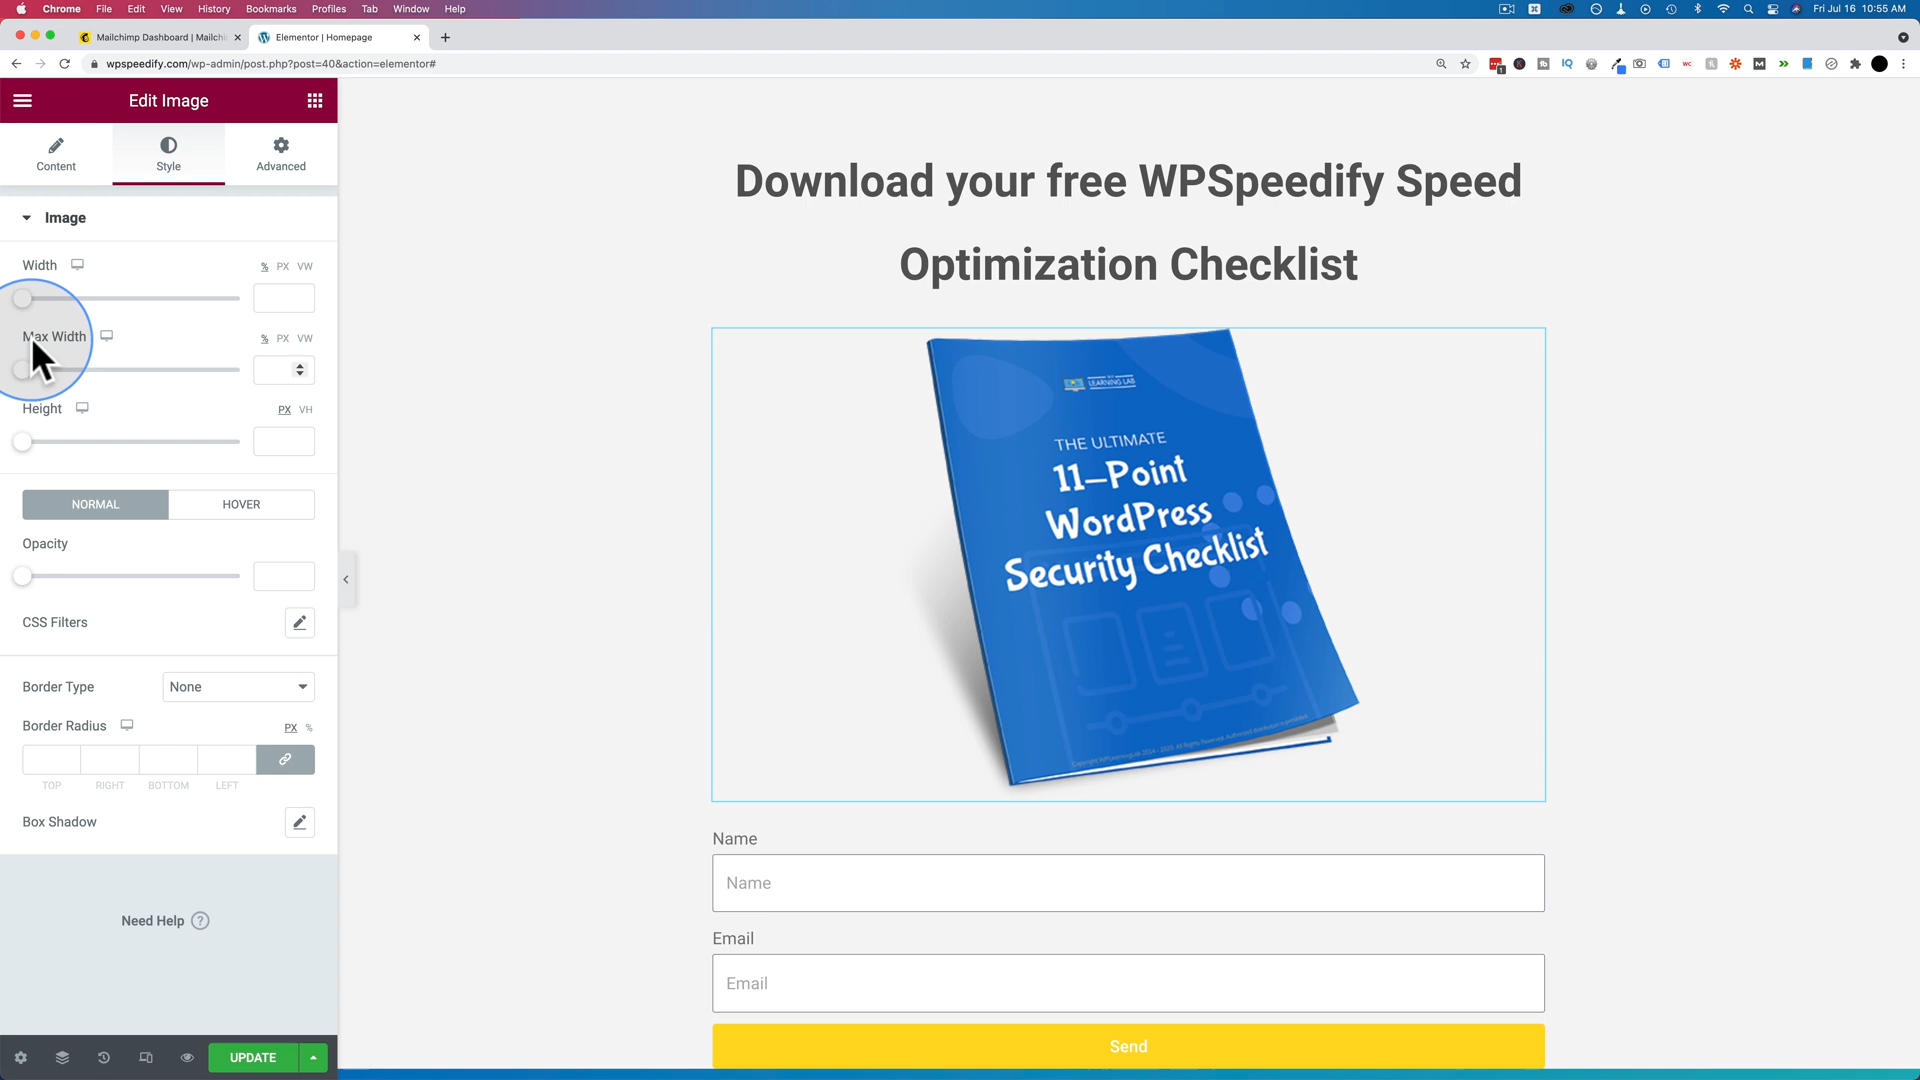 Chrome File Edit View History Bookmarks Profiles Tab Window Help
Fri Jul 16 10:55 AM
Mailchimp Dashboard | Mailchi
Elementor | Homepage
wpspeedify.com/wp-admin/post.php?post=40&action=elementor#
Edit Image
Content Style Advanced
Image
Width % PX VW
Max Width % PX VW
Height PX VH
NORMAL HOVER
Opacity
CSS Filters
Border Type None
Border Radius PX %
TOP RIGHT BOTTOM LEFT
Box Shadow
Need Help ?
UPDATE
Download your free WPSpeedify Speed
Optimization Checklist
LEARNING LAB
THE ULTIMATE
11–Point
WordPress
Security Checklist
Name
Name
Email
Email
Send